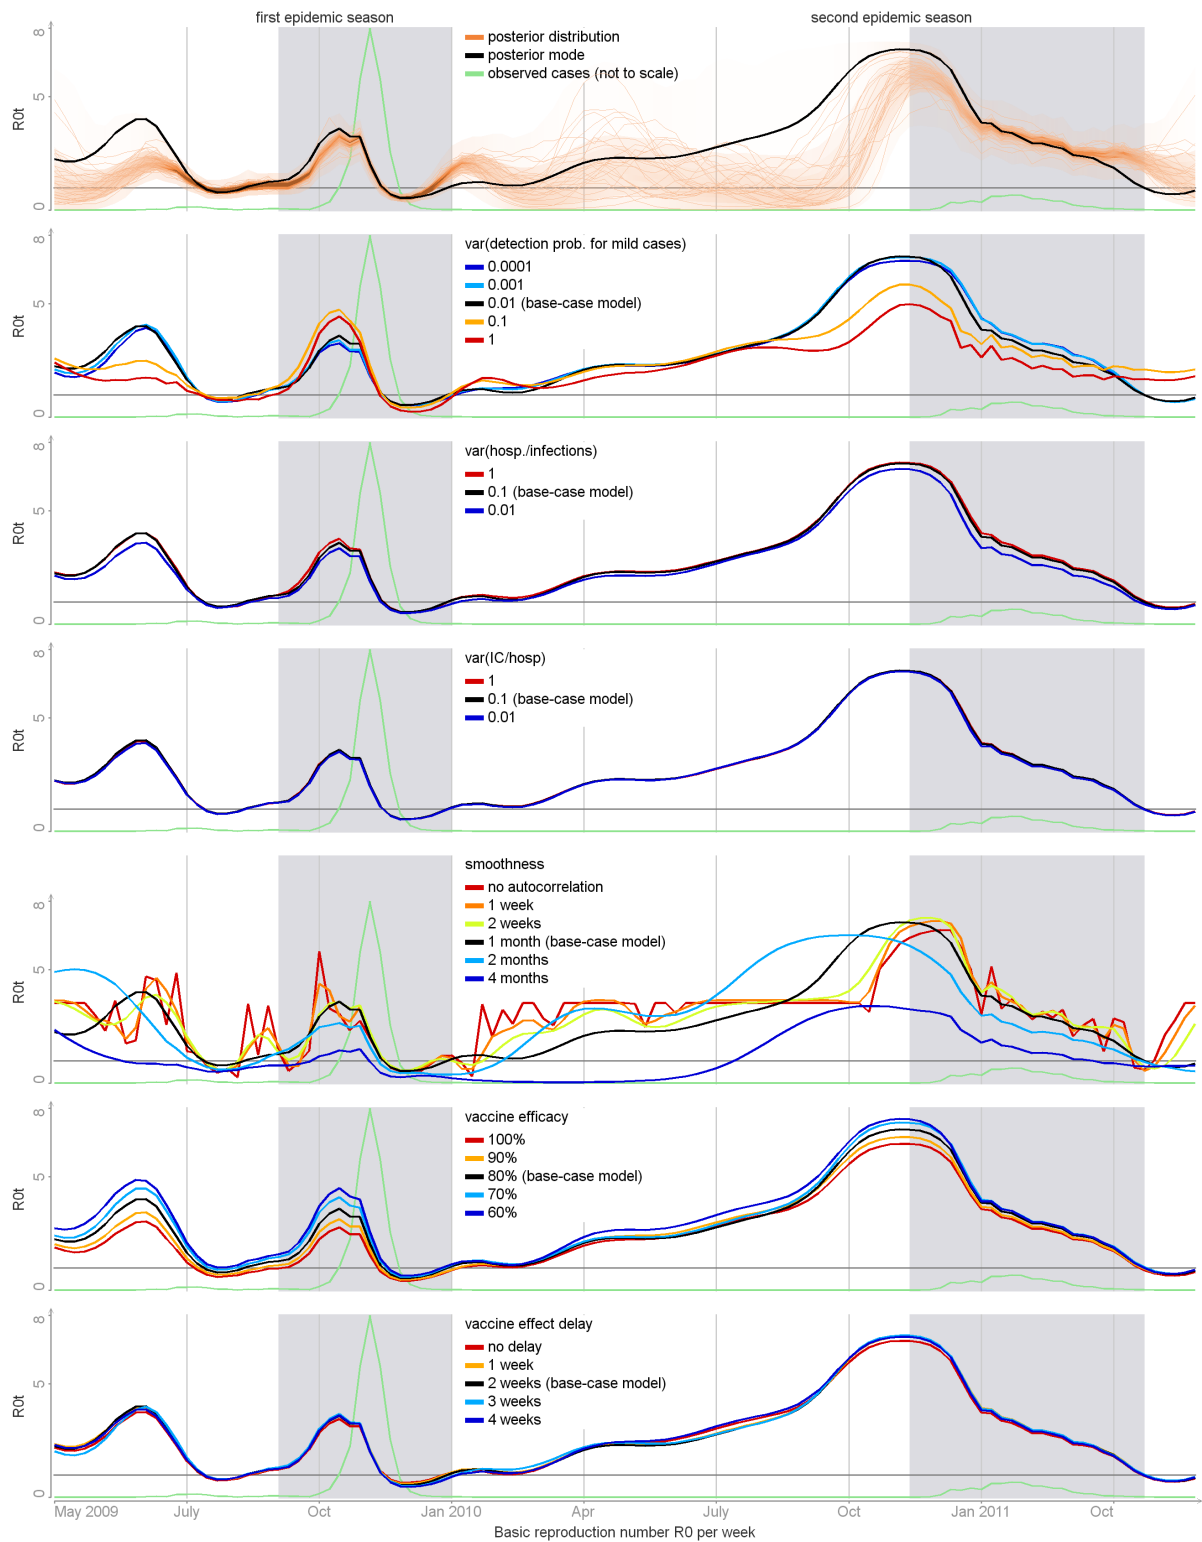 first epidemic season
second epidemic season
8
5
0
R0t
posterior distribution
posterior mode
observed cases (not to scale)
8
5
0
R0t
var(detection prob. for mild cases)
0.0001
0.001
0.01 (base-case model)
0.1
1
8
5
0
R0t
var(hosp./infections)
1
0.1 (base-case model)
0.01
8
5
0
R0t
var(IC/hosp)
1
0.1 (base-case model)
0.01
8
5
0
R0t
smoothness
no autocorrelation
1 week
2 weeks
1 month (base-case model)
2 months
4 months
8
5
0
R0t
vaccine efficacy
100%
90%
80% (base-case model)
70%
60%
8
5
0
R0t
vaccine effect delay
no delay
1 week
2 weeks (base-case model)
3 weeks
4 weeks
May 2009
July
Oct
Jan 2010
Apr
July
Oct
Jan 2011
Oct
Basic reproduction number R0 per week